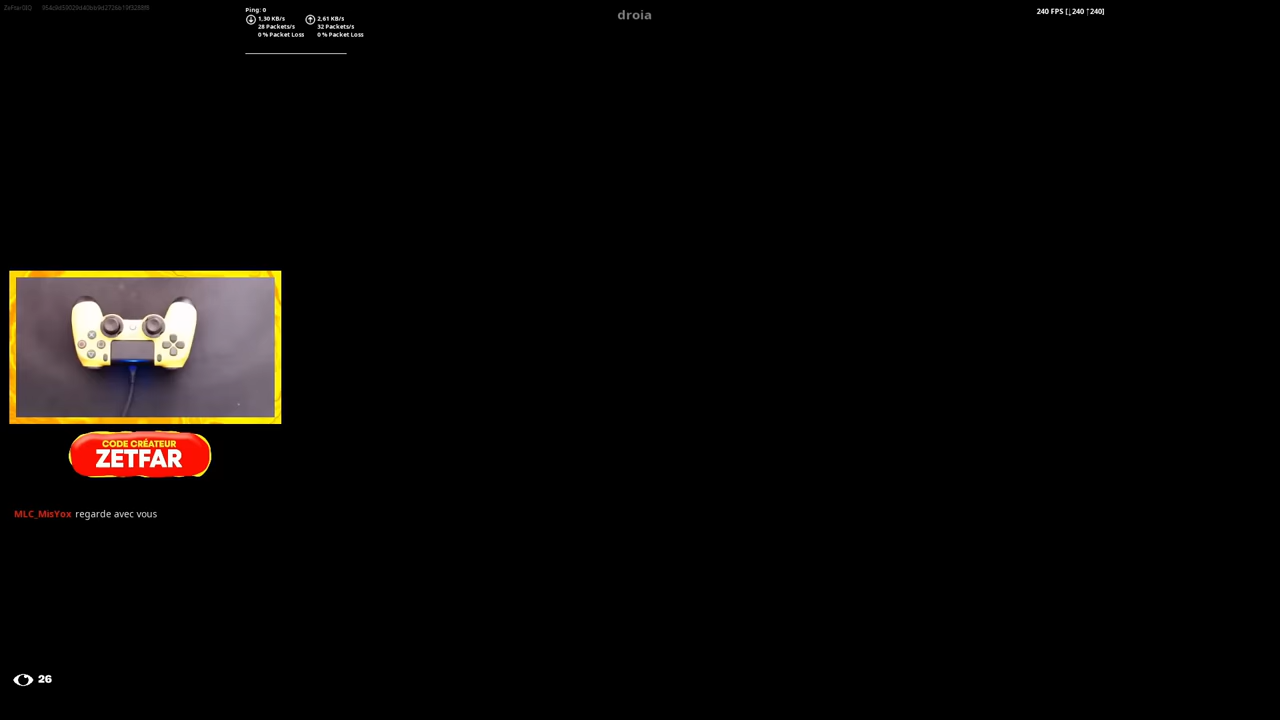 Ping: 0
1,30 KB/s
28 Packets/s
0 % Packet Loss
2,61 KB/s
32 Packets/s
0 % Packet Loss
droia
240 FPS [↓240 ↑240]
CODE CRÉATEUR
ZETFAR
MLC_MisYox regarde avec vous
26